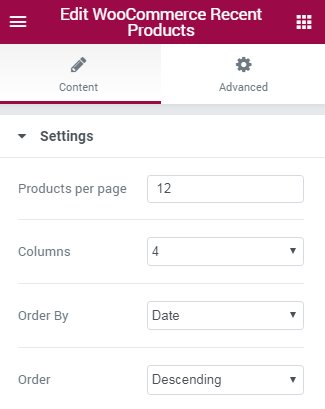 Edit WooCommerce Recent
Products
Content Advanced
Settings
Products per page 12
Columns 4
Order By Date
Order Descending